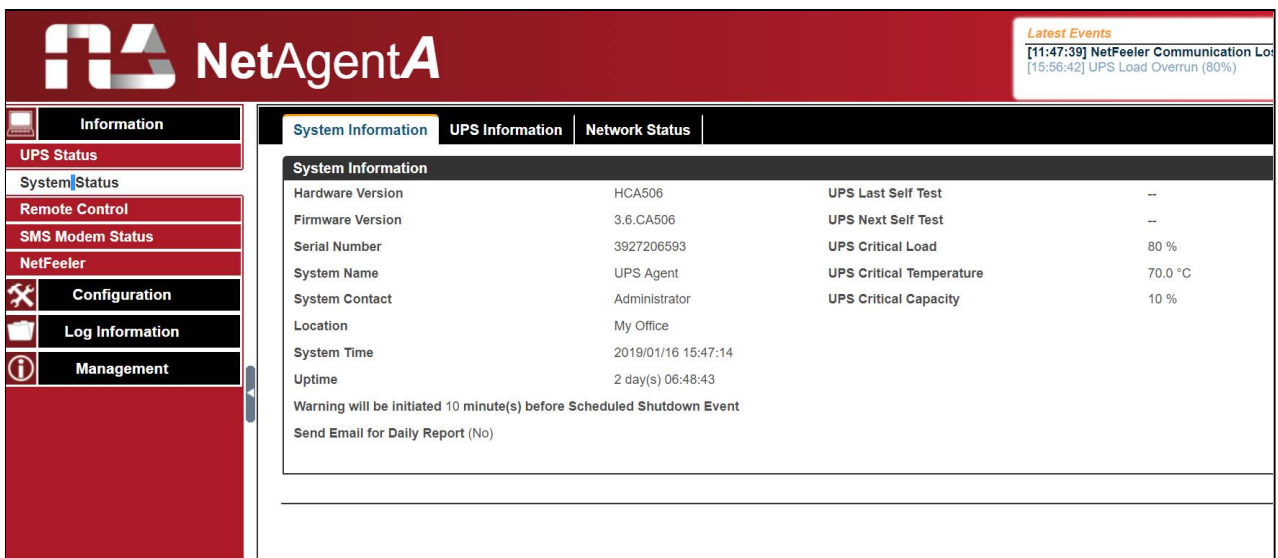 NetAgentA
Latest Events
[11:47:39] NetFeeler Communication Los
[15:56:42] UPS Load Overrun (80%)
Information
UPS Status
System Status
Remote Control
SMS Modem Status
NetFeeler
Configuration
Log Information
Management
System Information UPS Information Network Status
System Information
Hardware Version HCA506 UPS Last Self Test --
Firmware Version 3.6.CA506 UPS Next Self Test --
Serial Number 3927206593 UPS Critical Load 80 %
System Name UPS Agent UPS Critical Temperature 70.0 °C
System Contact Administrator UPS Critical Capacity 10 %
Location My Office
System Time 2019/01/16 15:47:14
Uptime 2 day(s) 06:48:43
Warning will be initiated 10 minute(s) before Scheduled Shutdown Event
Send Email for Daily Report (No)